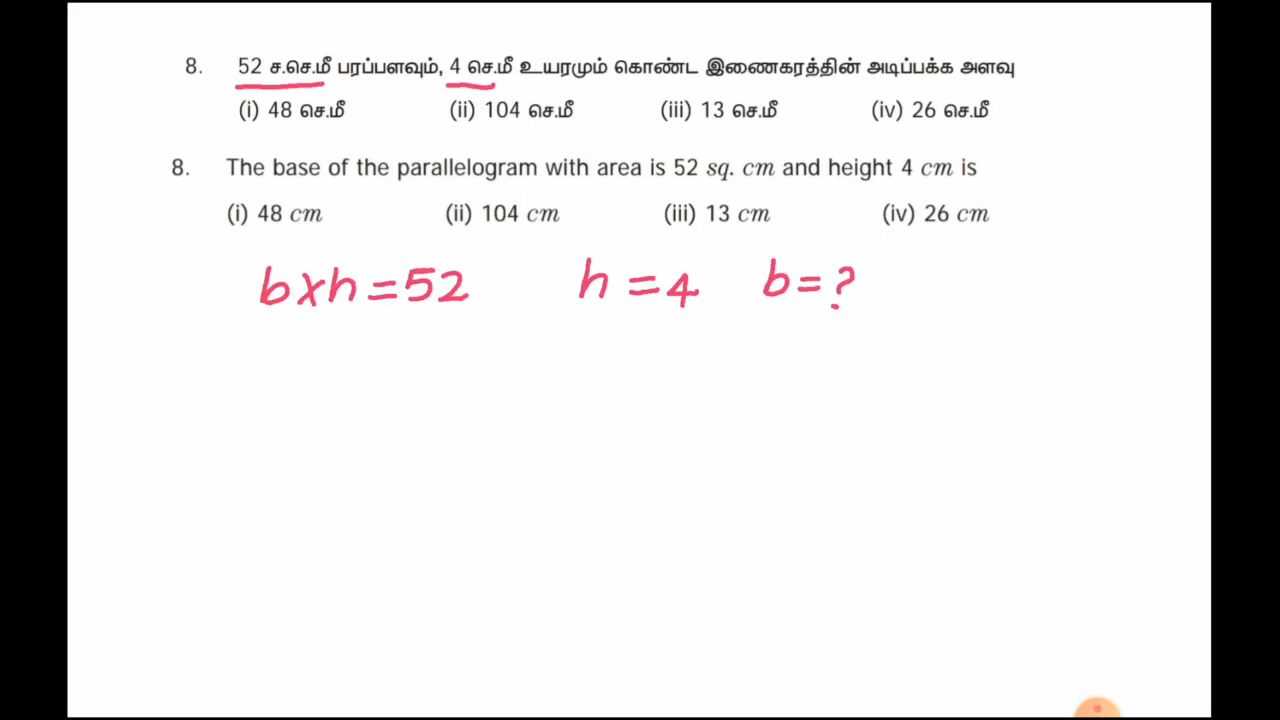 8. 52 ச.செ.மீ பரப்பளவும், 4 செ.மீ உயரமும் கொண்ட இணைகரத்தின் அடிப்பக்க அளவு
(i) 48 செ.மீ (ii) 104 செ.மீ (iii) 13 செ.மீ (iv) 26 செ.மீ
8. The base of the parallelogram with area is 52 sq. cm and height 4 cm is
(i) 48 cm (ii) 104 cm (iii) 13 cm (iv) 26 cm
b×h=52 h=4 b=?